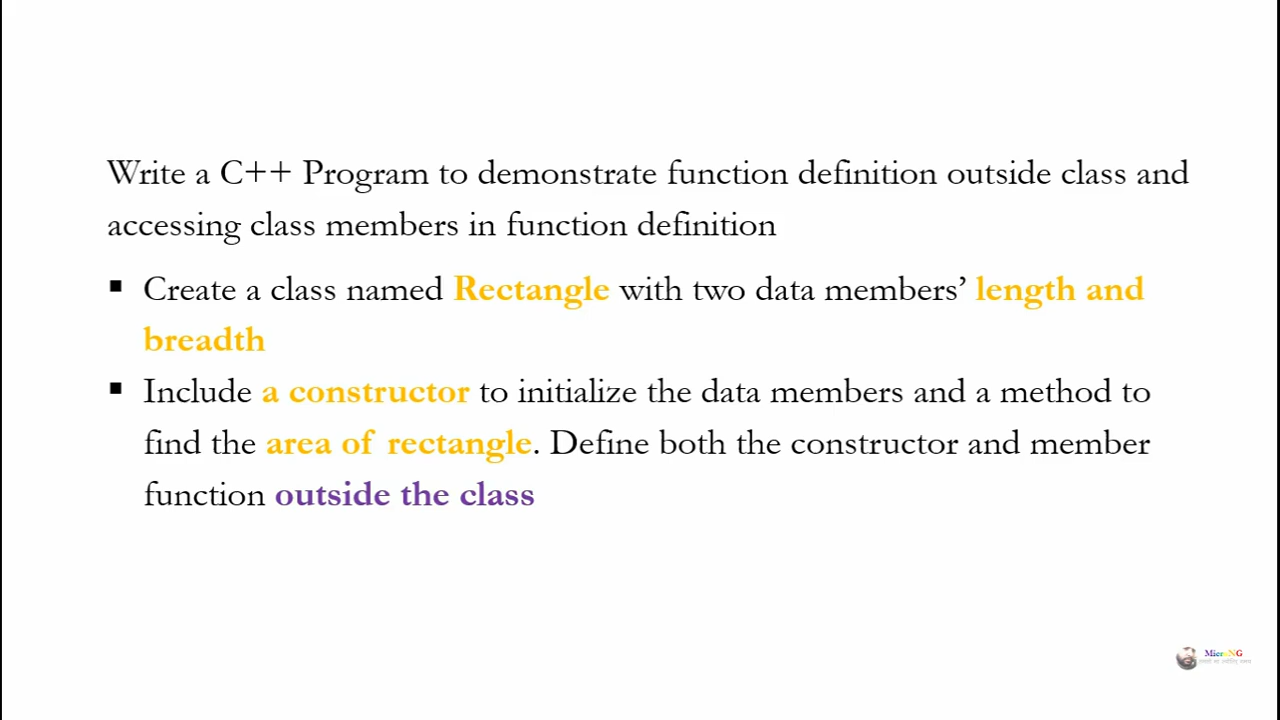 Write a C++ Program to demonstrate function definition outside class and
accessing class members in function definition
▪ Create a class named Rectangle with two data members’ length and
breadth
▪ Include a constructor to initialize the data members and a method to
find the area of rectangle. Define both the constructor and member
function outside the class
MicroNG